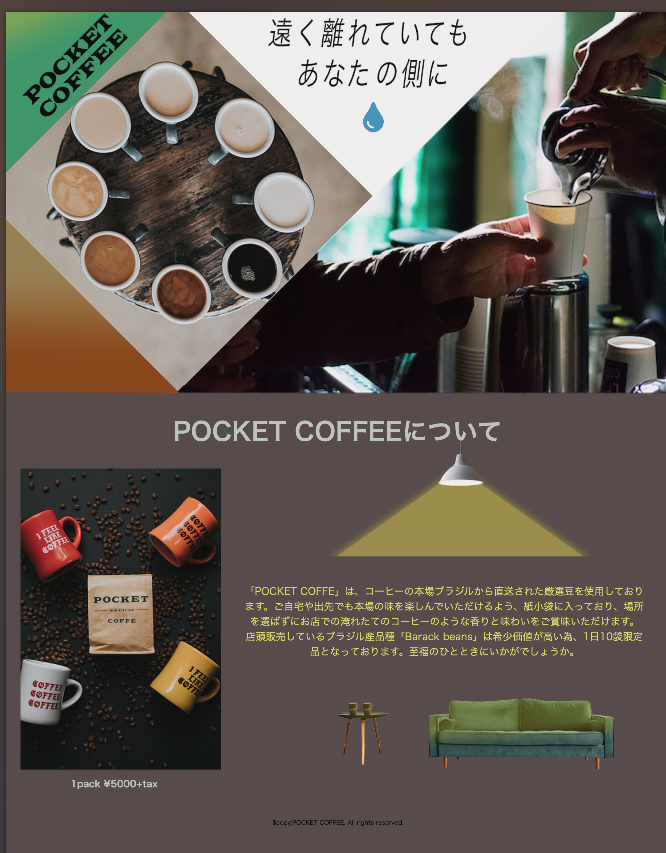 POCKET
COFFEE
遠く離れていても
あなたの側に
POCKET COFFEEについて
I FEEL
LIKE
COFFEE
COFFEE
POCKET
COFFE
COFFEE
COFFEE
COFFEE
I FEEL
LIKE
COFFEE
1pack ¥5000+tax
「POCKET COFFE」は、コーヒーの本場ブラジルから直送された厳選豆を使用しており
ます。ご自宅や出先でも本場の味を楽しんでいただけるよう、紙小袋に入っており、場所
を選ばずにお店での淹れたてのコーヒーのような香りと味わいをご賞味いただけます。
店頭販売しているブラジル産品種「Barack beans」は希少価値が高い為、1日10袋限定
品となっております。至福のひとときにいかがでしょうか。
&copy;POCKET COFFEE. All rights reserved.